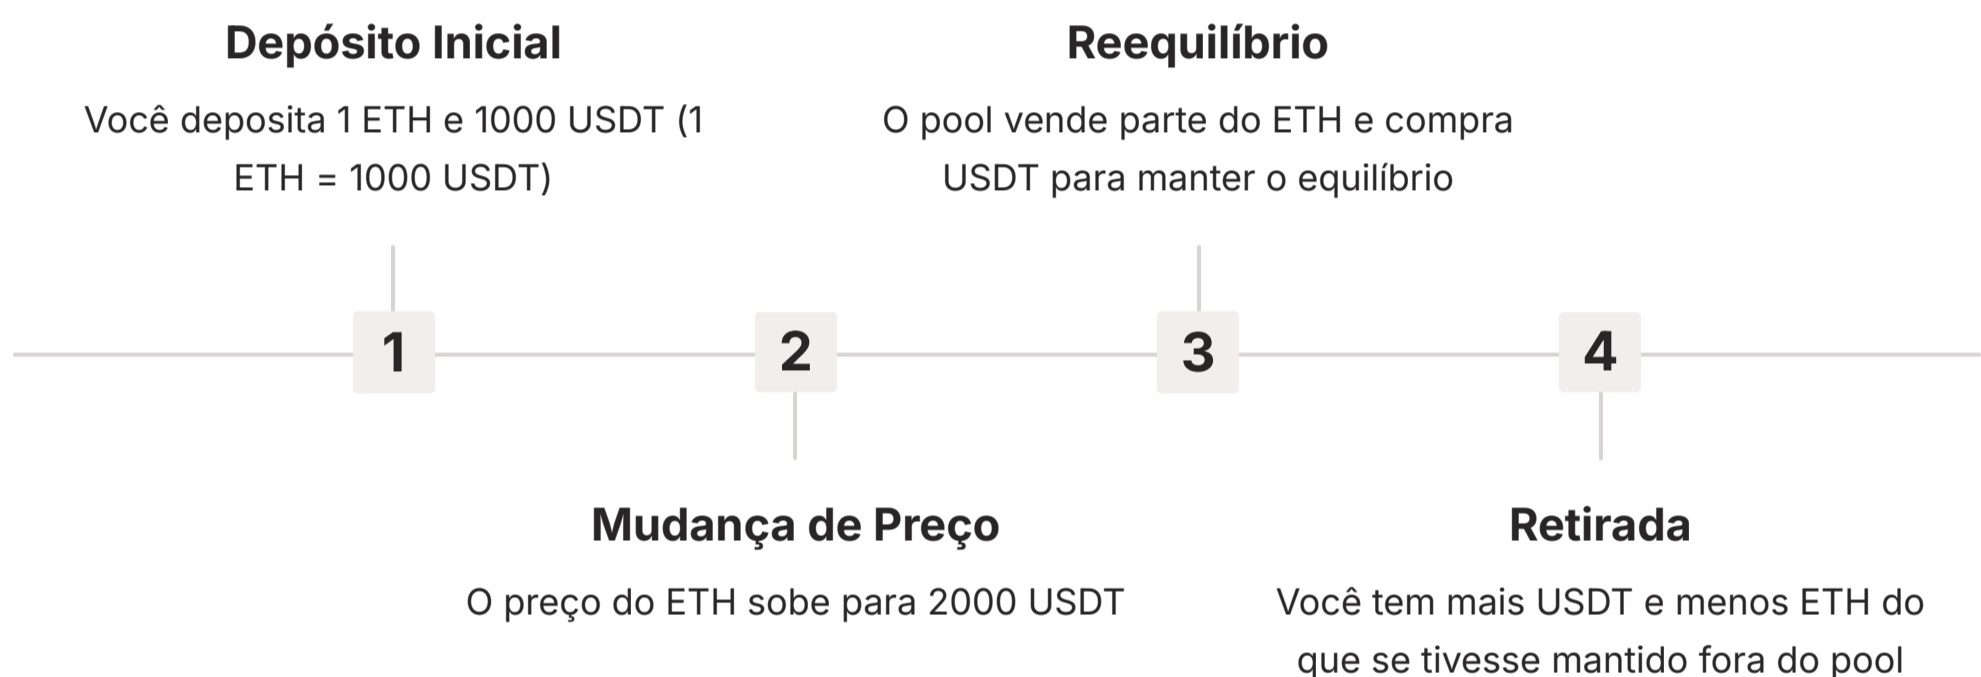 Depósito Inicial
Você deposita 1 ETH e 1000 USDT (1
ETH = 1000 USDT)
Reequilíbrio
O pool vende parte do ETH e compra
USDT para manter o equilíbrio
1
2
3
4
Mudança de Preço
O preço do ETH sobe para 2000 USDT
Retirada
Você tem mais USDT e menos ETH do
que se tivesse mantido fora do pool